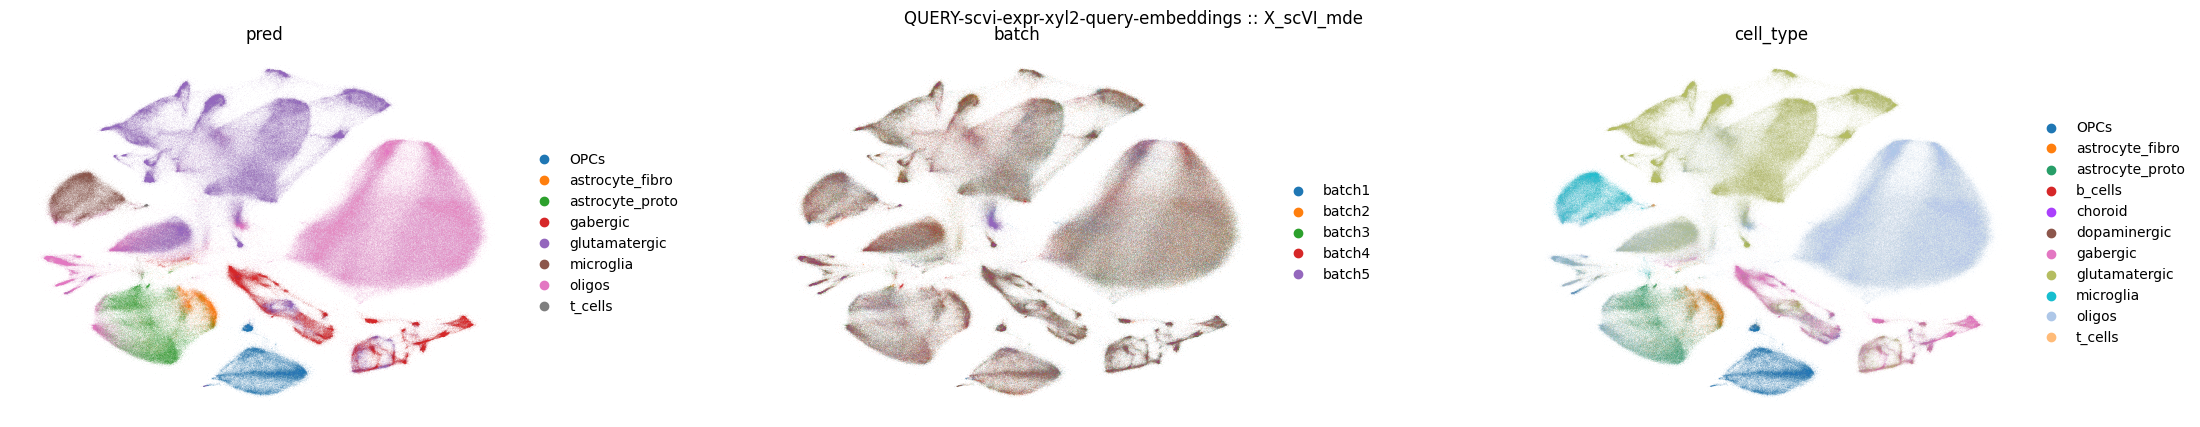 QUERY-scvi-expr-xyl2-query-embeddings :: X_scVI_mde
pred
OPCs
astrocyte_fibro
astrocyte_proto
gabergic
glutamatergic
microglia
oligos
t_cells
batch
batch1
batch2
batch3
batch4
batch5
cell_type
OPCs
astrocyte_fibro
astrocyte_proto
b_cells
choroid
dopaminergic
gabergic
glutamatergic
microglia
oligos
t_cells